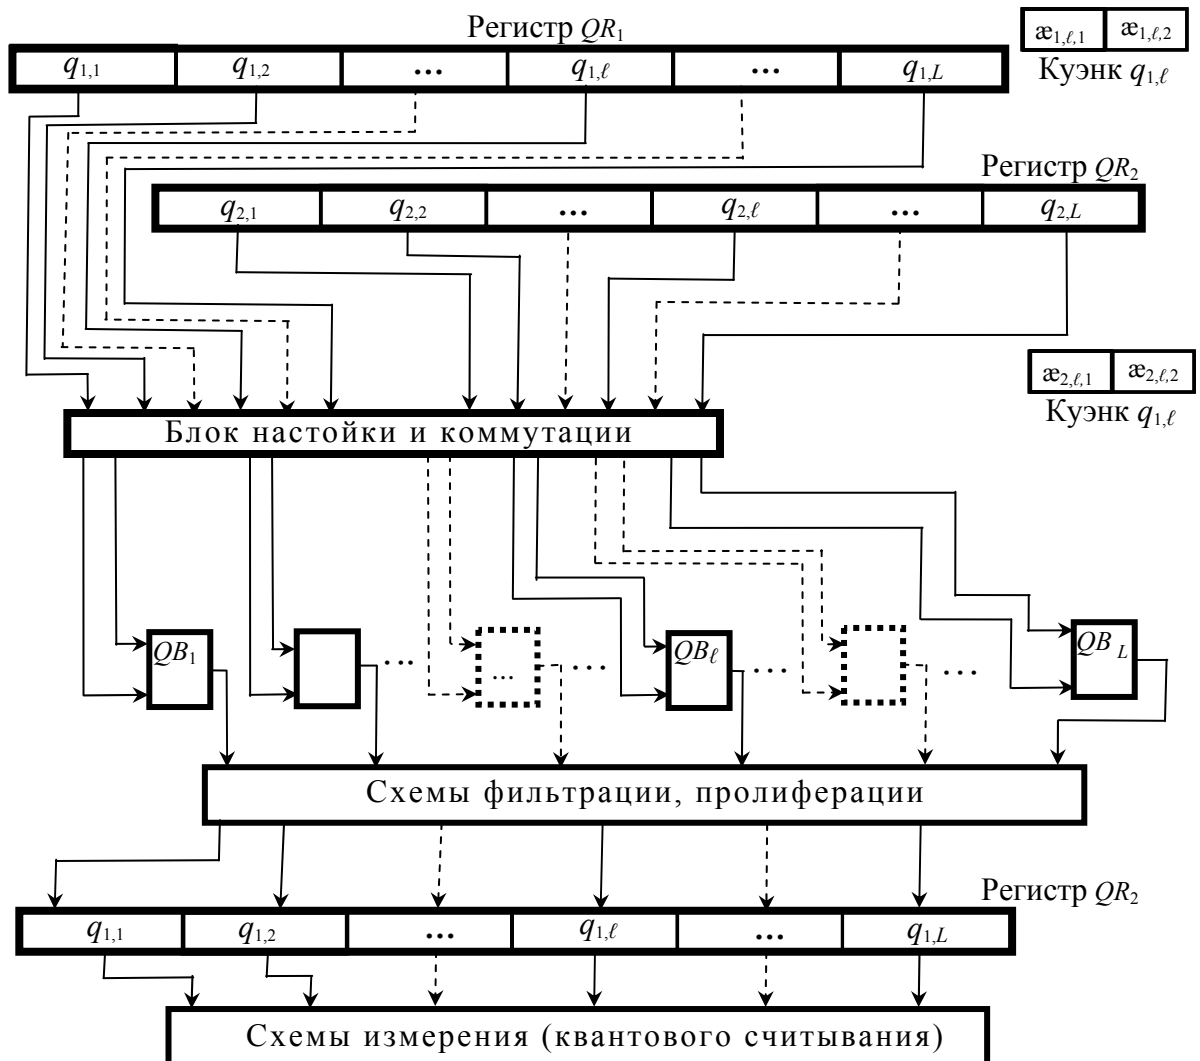 Регистр QR₁
æ₁,ℓ,₁ æ₁,ℓ,₂
q₁,₁ q₁,₂ ... q₁,ℓ ... q₁,L
Куэнк q₁,ℓ
Регистр QR₂
q₂,₁ q₂,₂ ... q₂,ℓ ... q₂,L
æ₂,ℓ,₁ æ₂,ℓ,₂
Куэнк q₁,ℓ
Блок настойки и коммутации
QB₁ ... ... ... QBℓ ... ... QB L
Схемы фильтрации, пролиферации
Регистр QR₂
q₁,₁ q₁,₂ ... q₁,ℓ ... q₁,L
Схемы измерения (квантового считывания)